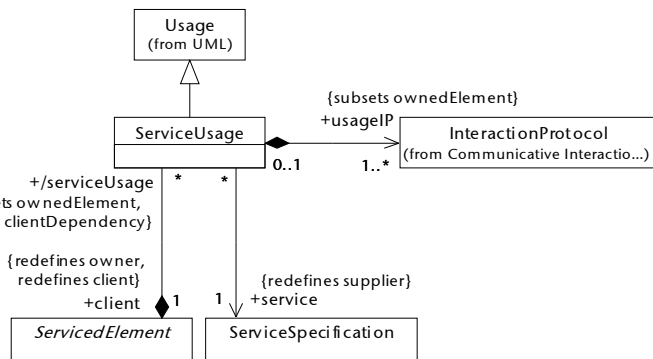 Usage
(from UML)
{subsets ownedElement}
+usageIP
ServiceUsage
InteractionProtocol
(from Communicative Interactio...)
0..1
1..*
+/serviceUsage
*
*
ownedElement,
clientDependency}
{redefines owner,
redefines client}
{redefines supplier}
+client
1
1
+service
ServicedElement
ServiceSpecification